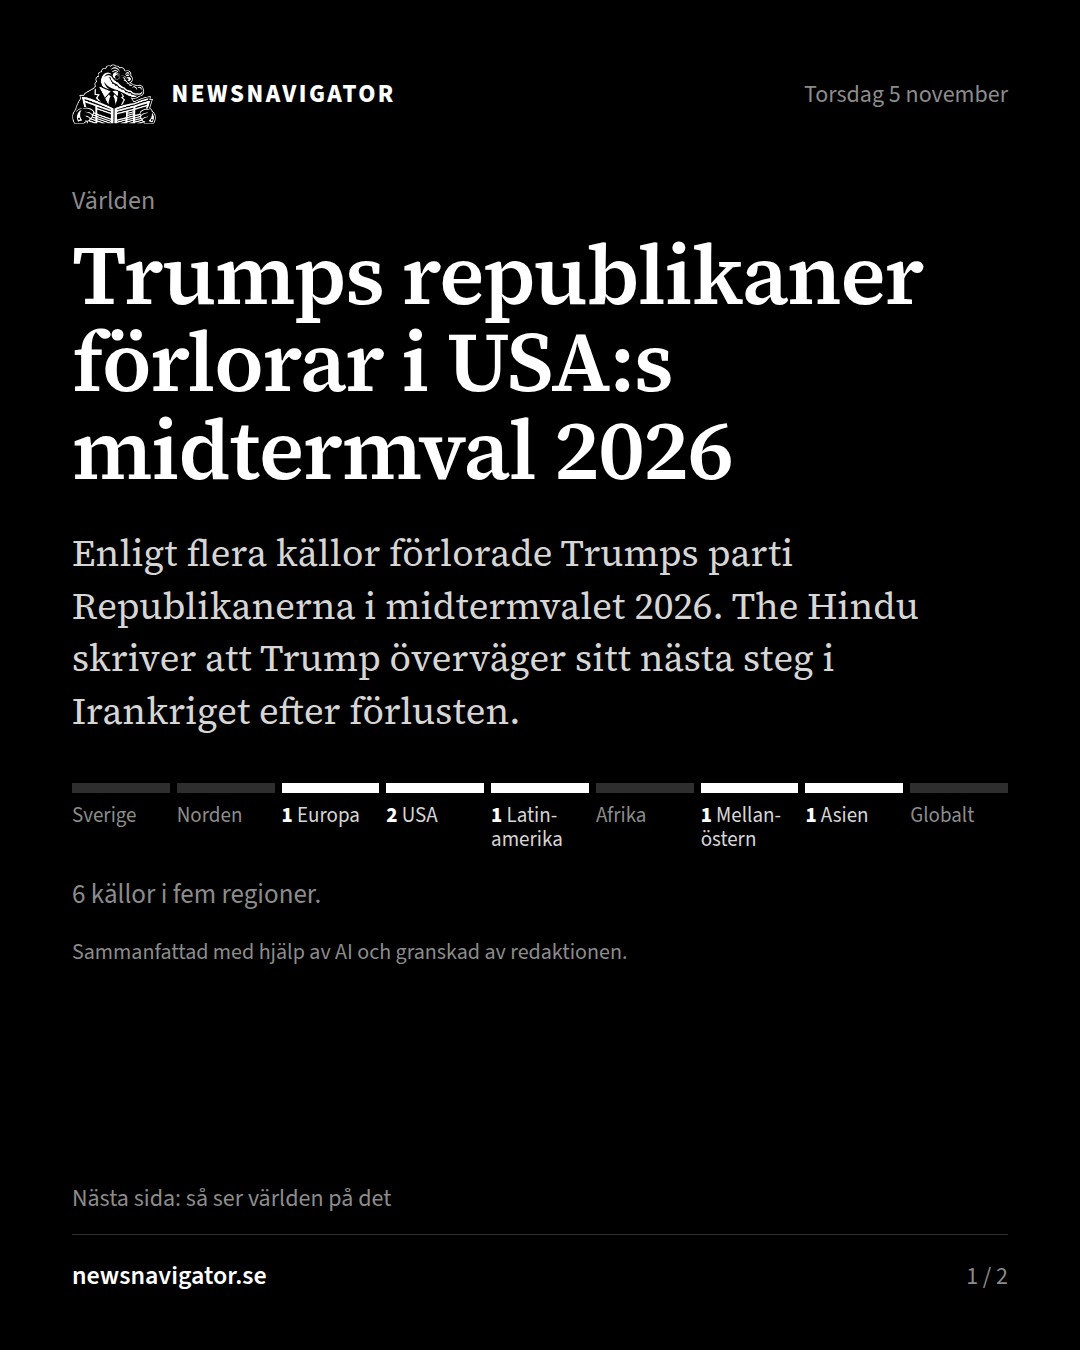 NEWSNAVIGATOR
Torsdag 5 november
Världen
Trumps republikaner
förlorar i USA:s
midtermval 2026
Enligt flera källor förlorade Trumps parti
Republikanerna i midtermvalet 2026. The Hindu
skriver att Trump överväger sitt nästa steg i
Irankriget efter förlusten.
Sverige
Norden
1 Europa
2 USA
1 Latin-
amerika
Afrika
1 Mellan-
östern
1 Asien
Globalt
6 källor i fem regioner.
Sammanfattad med hjälp av AI och granskad av redaktionen.
Nästa sida: så ser världen på det
newsnavigator.se
1 / 2